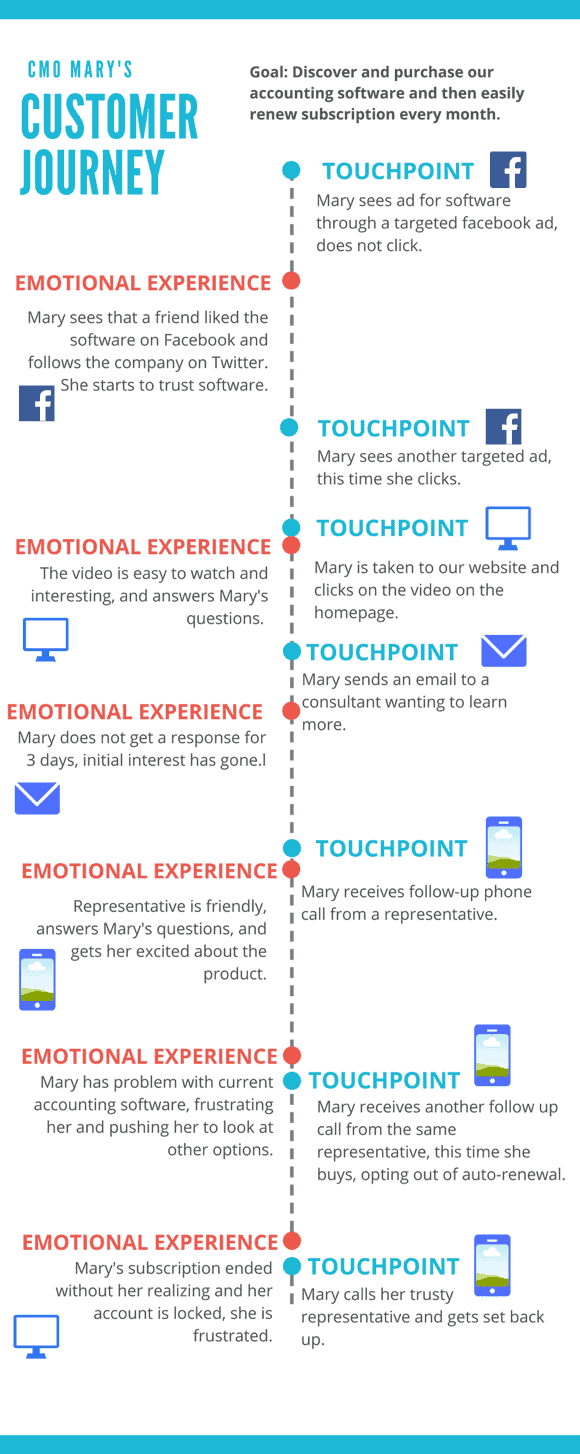 CMO MARY'S
CUSTOMER
JOURNEY
Goal: Discover and purchase our
accounting software and then easily
renew subscription every month.
TOUCHPOINT
Mary sees ad for software
through a targeted facebook ad,
does not click.
EMOTIONAL EXPERIENCE
Mary sees that a friend liked the
software on Facebook and
follows the company on Twitter.
She starts to trust software.
TOUCHPOINT
Mary sees another targeted ad,
this time she clicks.
TOUCHPOINT
Mary is taken to our website and
clicks on the video on the
homepage.
EMOTIONAL EXPERIENCE
The video is easy to watch and
interesting, and answers Mary's
questions.
TOUCHPOINT
Mary sends an email to a
consultant wanting to learn
more.
EMOTIONAL EXPERIENCE
Mary does not get a response for
3 days, initial interest has gone.l
TOUCHPOINT
Mary receives follow-up phone
call from a representative.
EMOTIONAL EXPERIENCE
Representative is friendly,
answers Mary's questions, and
gets her excited about the
product.
EMOTIONAL EXPERIENCE
Mary has problem with current
accounting software, frustrating
her and pushing her to look at
other options.
TOUCHPOINT
Mary receives another follow up
call from the same
representative, this time she
buys, opting out of auto-renewal.
EMOTIONAL EXPERIENCE
Mary's subscription ended
without her realizing and her
account is locked, she is
frustrated.
TOUCHPOINT
Mary calls her trusty
representative and gets set back
up.